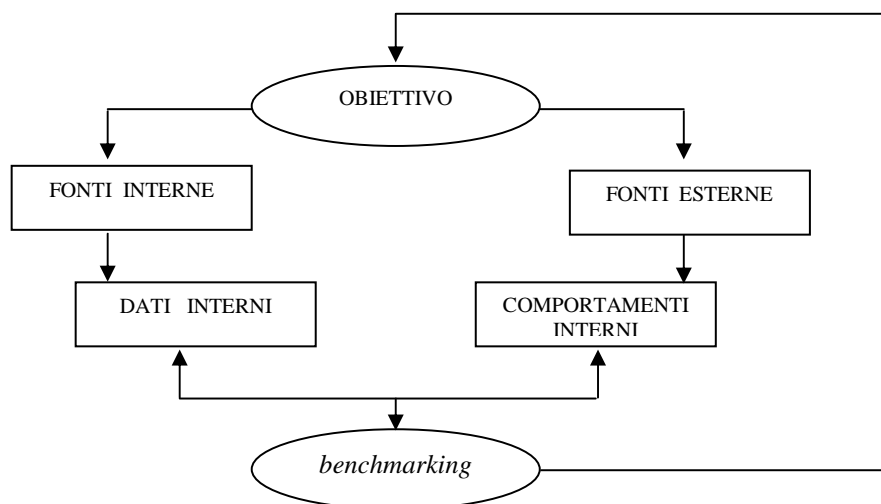 OBIETTIVO
FONTI INTERNE
FONTI ESTERNE
DATI INTERNI
COMPORTAMENTI
INTERNI
benchmarking